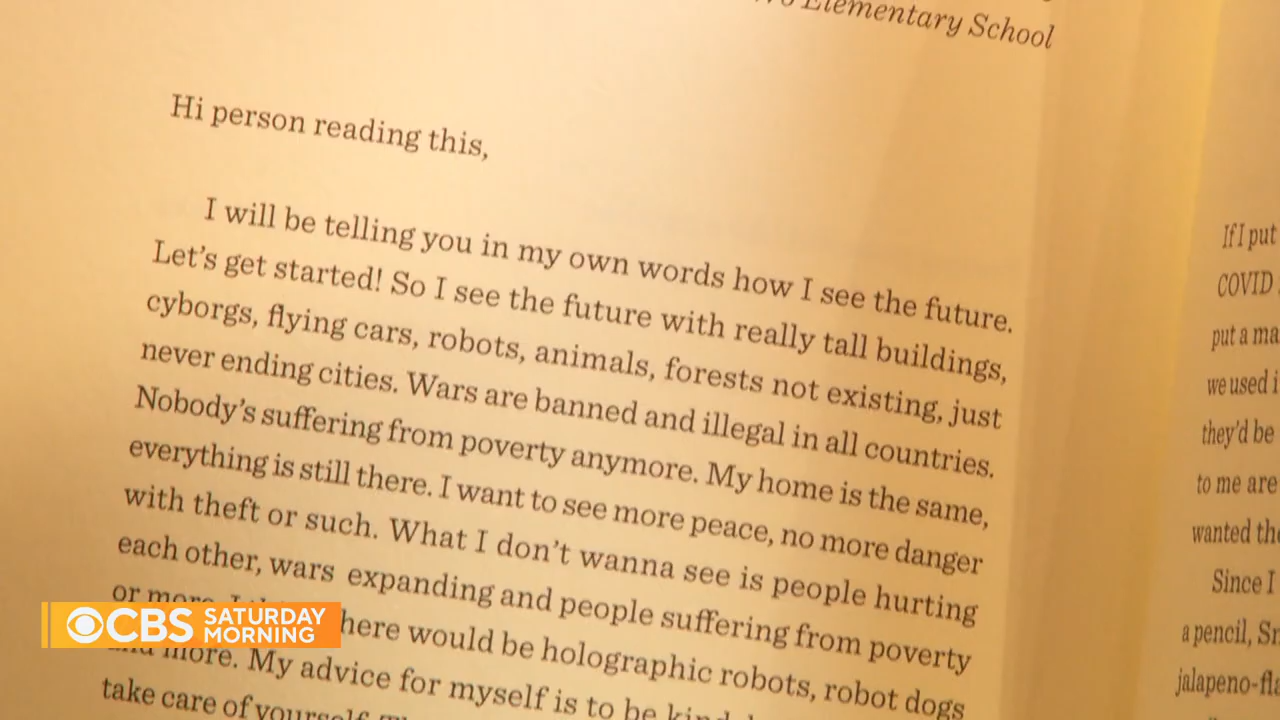 Elementary School
Hi person reading this,
I will be telling you in my own words how I see the future.
Let's get started! So I see the future with really tall buildings,
cyborgs, flying cars, robots, animals, forests not existing, just
never ending cities. Wars are banned and illegal in all countries.
Nobody's suffering from poverty anymore. My home is the same,
everything is still there. I want to see more peace, no more danger
with theft or such. What I don't wanna see is people hurting
each other, wars expanding and people suffering from poverty
or more. here would be holographic robots, robot dogs
and more. My advice for myself is to be kind
take care of yourself.
If I put
COVID
put a ma
we used i
they'd be
to me are
wanted the
Since I
a pencil, Sn
jalapeno-fla
CBS SATURDAY
MORNING